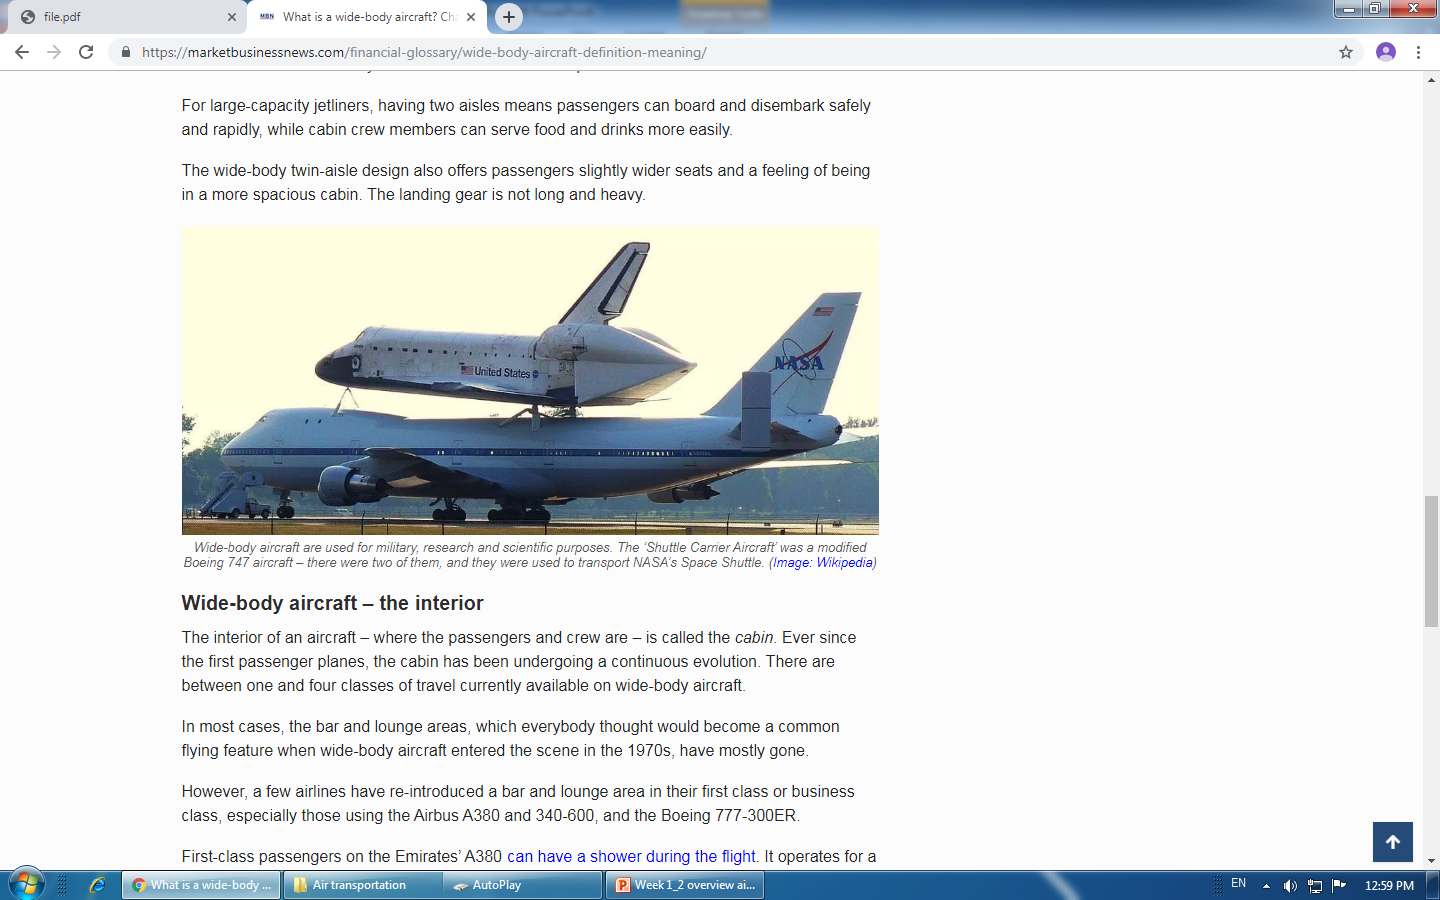 file.pdf
MBN What is a wide-body aircraft? Cha
https://marketbusinessnews.com/financial-glossary/wide-body-aircraft-definition-meaning/
For large-capacity jetliners, having two aisles means passengers can board and disembark safely
and rapidly, while cabin crew members can serve food and drinks more easily.
The wide-body twin-aisle design also offers passengers slightly wider seats and a feeling of being
in a more spacious cabin. The landing gear is not long and heavy.
NASA
United States
Wide-body aircraft are used for military, research and scientific purposes. The ‘Shuttle Carrier Aircraft’ was a modified
Boeing 747 aircraft – there were two of them, and they were used to transport NASA’s Space Shuttle. (Image: Wikipedia)
Wide-body aircraft – the interior
The interior of an aircraft – where the passengers and crew are – is called the cabin. Ever since
the first passenger planes, the cabin has been undergoing a continuous evolution. There are
between one and four classes of travel currently available on wide-body aircraft.
In most cases, the bar and lounge areas, which everybody thought would become a common
flying feature when wide-body aircraft entered the scene in the 1970s, have mostly gone.
However, a few airlines have re-introduced a bar and lounge area in their first class or business
class, especially those using the Airbus A380 and 340-600, and the Boeing 777-300ER.
First-class passengers on the Emirates’ A380 can have a shower during the flight. It operates for a
What is a wide-body ... Air transportation AutoPlay Week 1_2 overview ai... EN 12:59 PM